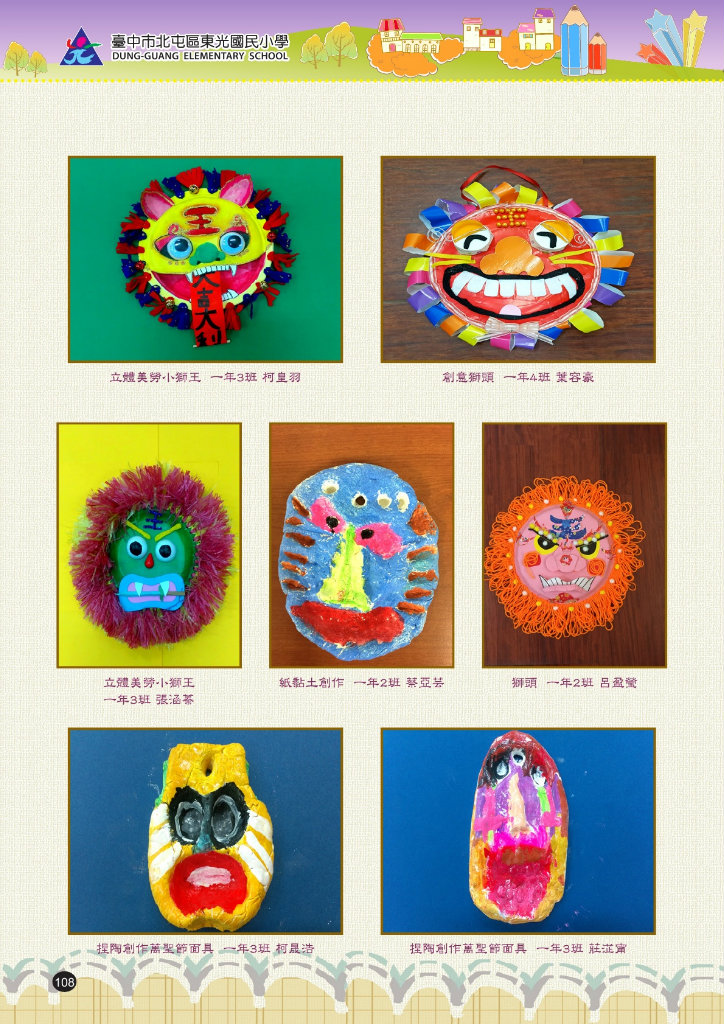 臺中市北屯區東光國民小學
DUNG-GUANG ELEMENTARY SCHOOL
王
大吉大利
立體美勞小獅王 一年3班 柯皇羽
創意獅頭 一年4班 葉容豪
王
立體美勞小獅王
一年3班 張涵荅
紙黏土創作 一年2班 蔡亞芸
獅頭 一年2班 呂盈瑩
捏陶創作萬聖節面具 一年3班 柯晟浩
捏陶創作萬聖節面具 一年3班 莊涖甯
108